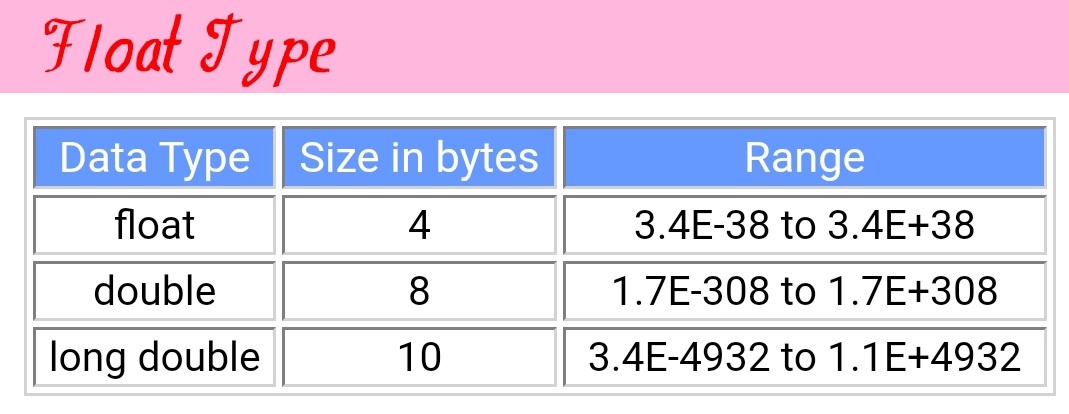 Float Type
Data Type Size in bytes Range
float 4 3.4E-38 to 3.4E+38
double 8 1.7E-308 to 1.7E+308
long double 10 3.4E-4932 to 1.1E+4932